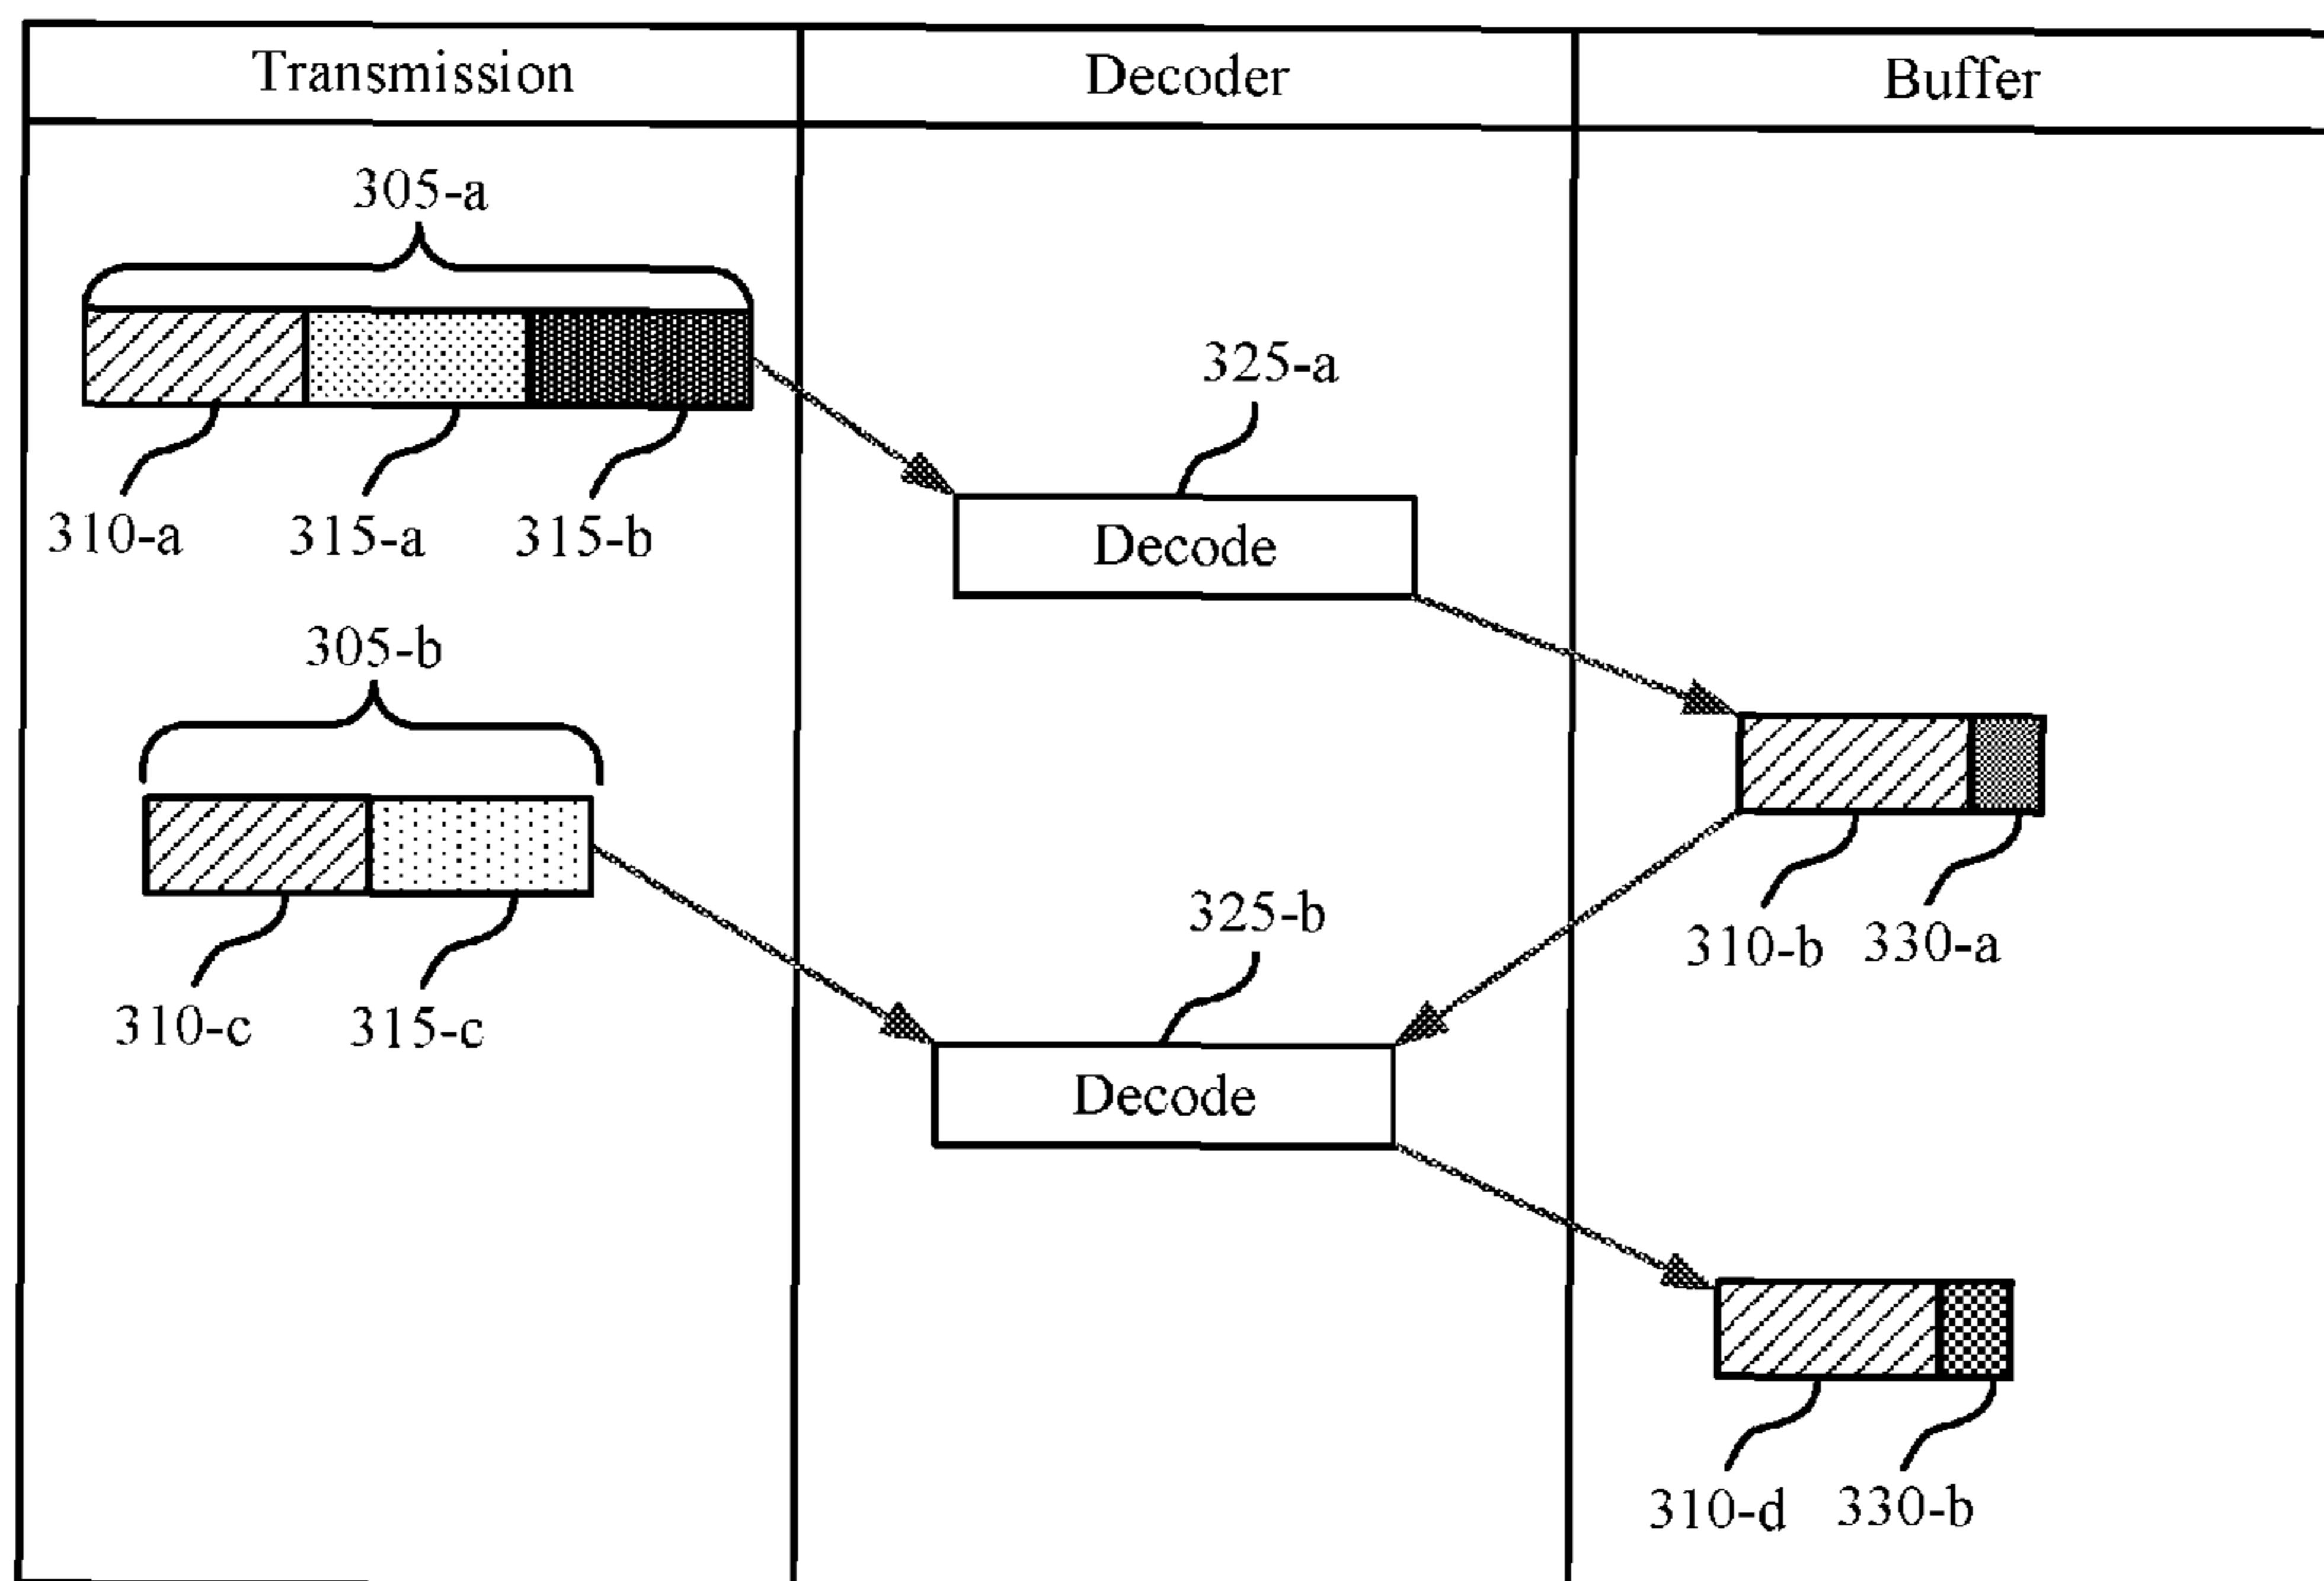 Transmission Decoder Buffer
305-a
325-a
310-a 315-a 315-b
Decode
305-b
325-b
310-b 330-a
310-c 315-c
Decode
310-d 330-b